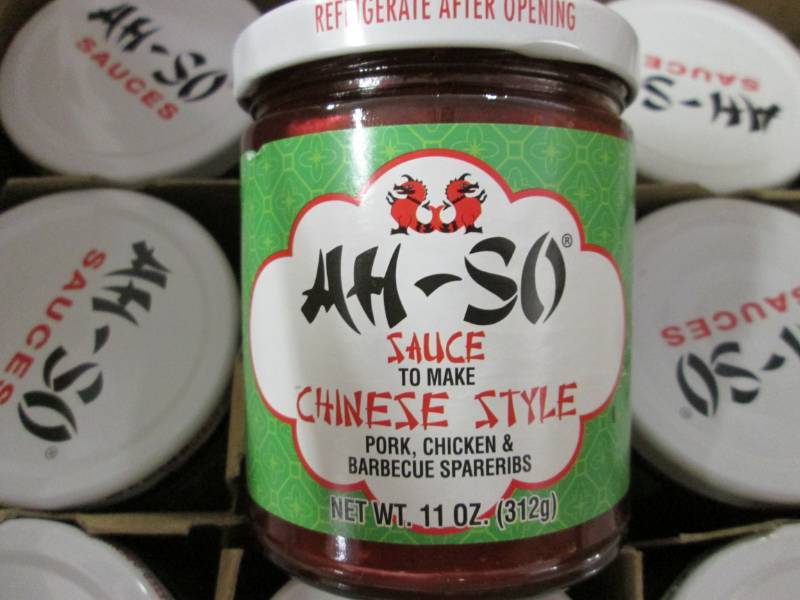 REFRIGERATE AFTER OPENING
AH-SO®
SAUCE
TO MAKE
CHINESE STYLE
PORK, CHICKEN &
BARBECUE SPARERIBS
NET WT. 11 OZ. (312g)
AH-SO
SAUCES
AH-SO
SAUCES
AH-SO®
SAUCES
H-SO®
SAUCES